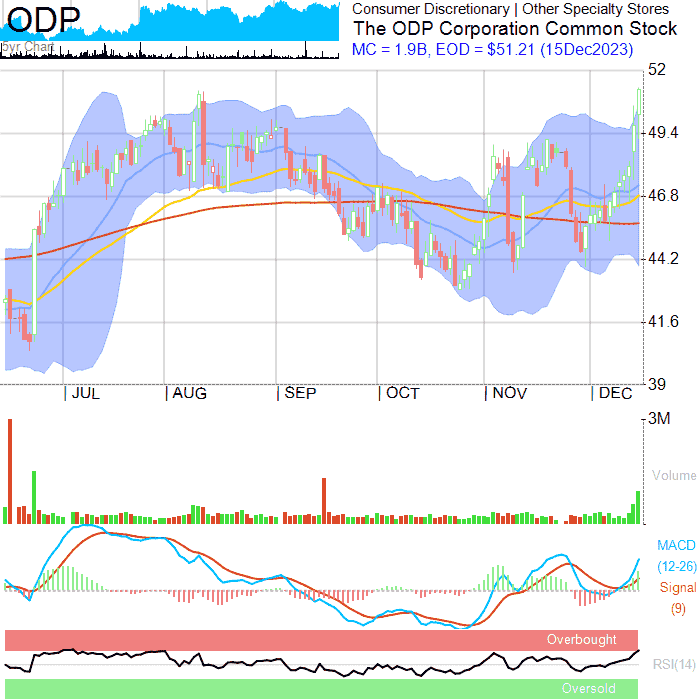 ODP
5yr Chart
Consumer Discretionary | Other Specialty Stores
The ODP Corporation Common Stock
MC = 1.9B, EOD = $51.21 (15Dec2023)
52
49.4
46.8
44.2
41.6
39
| JUL | AUG | SEP | OCT | NOV | DEC
3M
Volume
MACD
(12-26)
Signal
(9)
Overbought
RSI(14)
Oversold